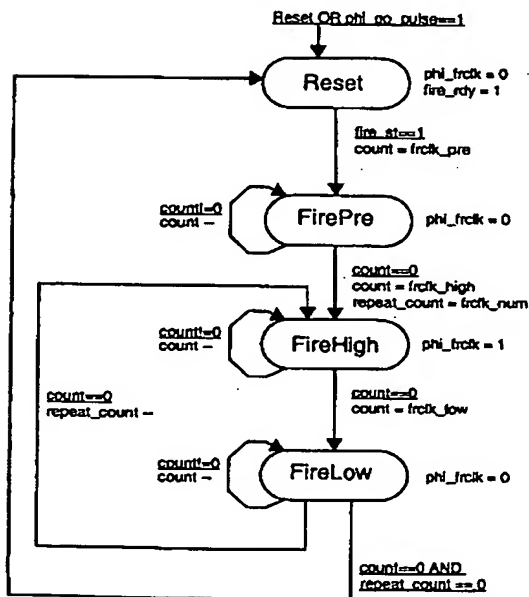 Reset OR phi_go_pulse==1
Reset
phi_frclk = 0
fire_rdy = 1
fire_st==1
count = frclk_pre
count!=0
count –
FirePre
phi_frclk = 0
count==0
count = frclk_high
repeat_count = frclk_num
count!=0
count –
FireHigh
phi_frclk = 1
count==0
repeat_count –
count==0
count = frclk_low
count!=0
count –
FireLow
phi_frclk = 0
count==0 AND
repeat_count == 0